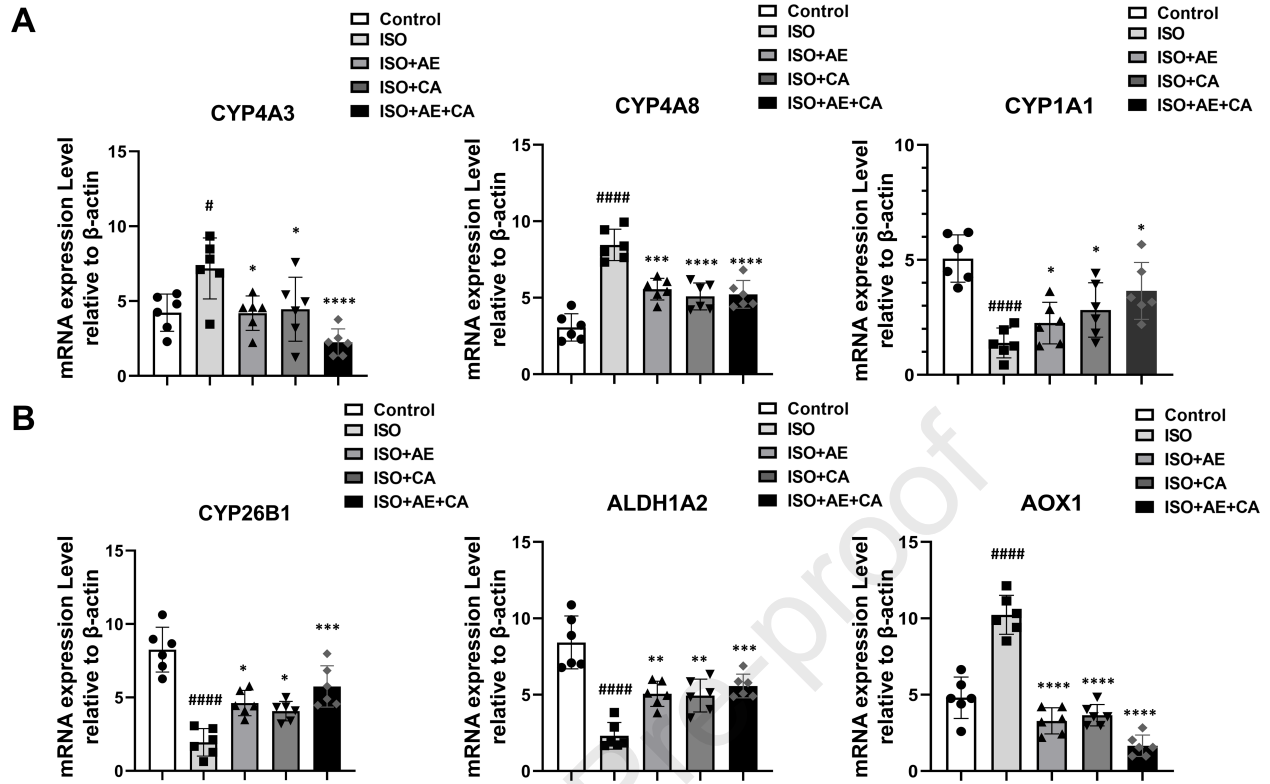 A
Control
ISO
ISO+AE
ISO+CA
ISO+AE+CA
CYP4A3
mRNA expression Level
relative to β-actin
15
10
5
0
#
*
*
****
Control
ISO
ISO+AE
ISO+CA
ISO+AE+CA
CYP4A8
mRNA expression Level
relative to β-actin
15
10
5
0
####
***
****
****
Control
ISO
ISO+AE
ISO+CA
ISO+AE+CA
CYP1A1
mRNA expression Level
relative to β-actin
10
5
0
####
*
*
*
B
Control
ISO
ISO+AE
ISO+CA
ISO+AE+CA
CYP26B1
mRNA expression Level
relative to β-actin
15
10
5
0
####
*
*
***
Control
ISO
ISO+AE
ISO+CA
ISO+AE+CA
ALDH1A2
mRNA expression Level
relative to β-actin
15
10
5
0
####
**
**
***
Control
ISO
ISO+AE
ISO+CA
ISO+AE+CA
AOX1
mRNA expression Level
relative to β-actin
15
10
5
0
####
****
****
****
Pre-proof